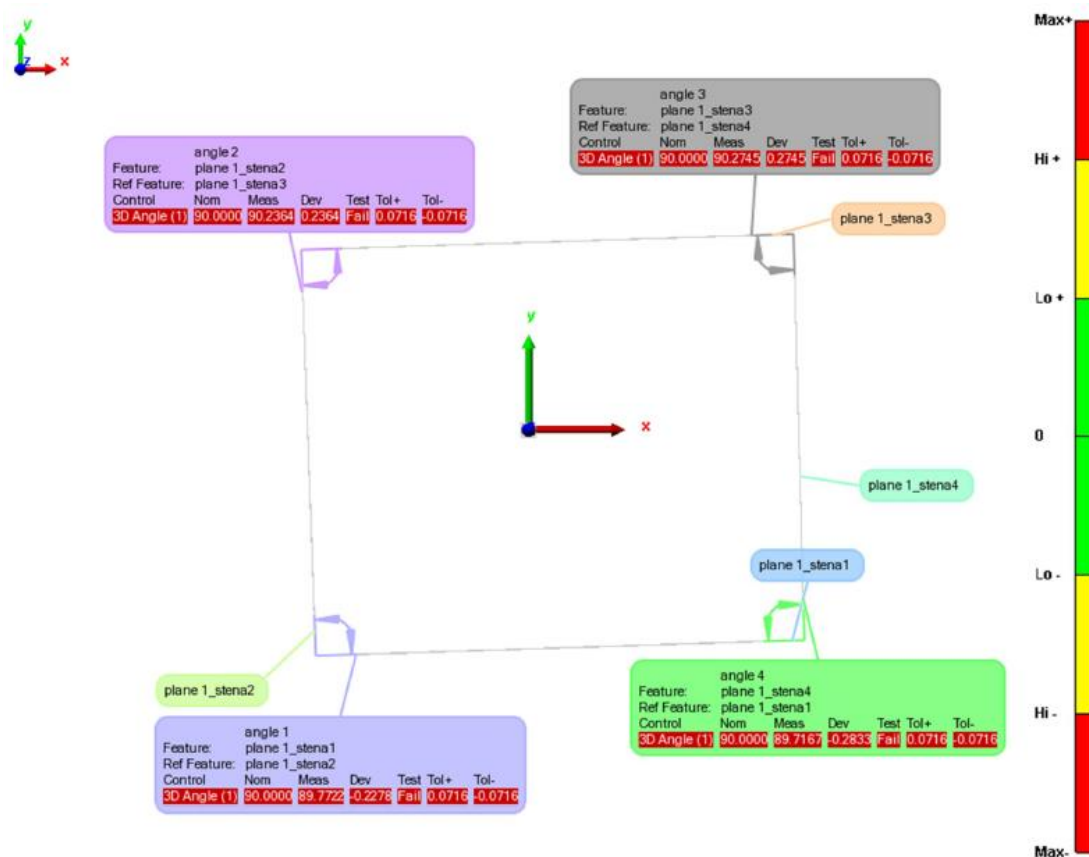 y
z x
Max+
angle 3
Feature: plane 1_stena3
Ref Feature: plane 1_stena4
Control Nom Meas Dev Test Tol+ Tol-
3D Angle (1) 90.0000 90.2745 0.2745 Fail 0.0716 -0.0716
angle 2
Feature: plane 1_stena2
Ref Feature: plane 1_stena3
Control Nom Meas Dev Test Tol+ Tol-
3D Angle (1) 90.0000 90.2364 0.2364 Fail 0.0716 -0.0716
Hi +
plane 1_stena3
Lo +
y
x
0
plane 1_stena4
plane 1_stena1
Lo -
plane 1_stena2
angle 4
Feature: plane 1_stena4
Ref Feature: plane 1_stena1
Control Nom Meas Dev Test Tol+ Tol-
3D Angle (1) 90.0000 89.7167 -0.2833 Fail 0.0716 -0.0716
Hi -
angle 1
Feature: plane 1_stena1
Ref Feature: plane 1_stena2
Control Nom Meas Dev Test Tol+ Tol-
3D Angle (1) 90.0000 89.7722 -0.2278 Fail 0.0716 -0.0716
Max-